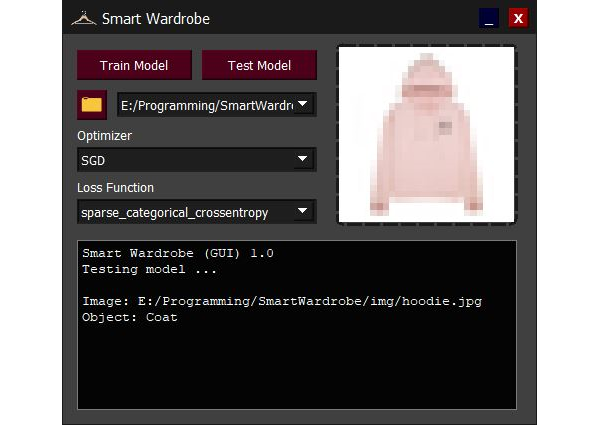 Smart Wardrobe
_ X
Train Model Test Model
E:/Programming/SmartWardr
Optimizer
SGD
Loss Function
sparse_categorical_crossentropy
Smart Wardrobe (GUI) 1.0
Testing model ...
Image: E:/Programming/SmartWardrobe/img/hoodie.jpg
Object: Coat